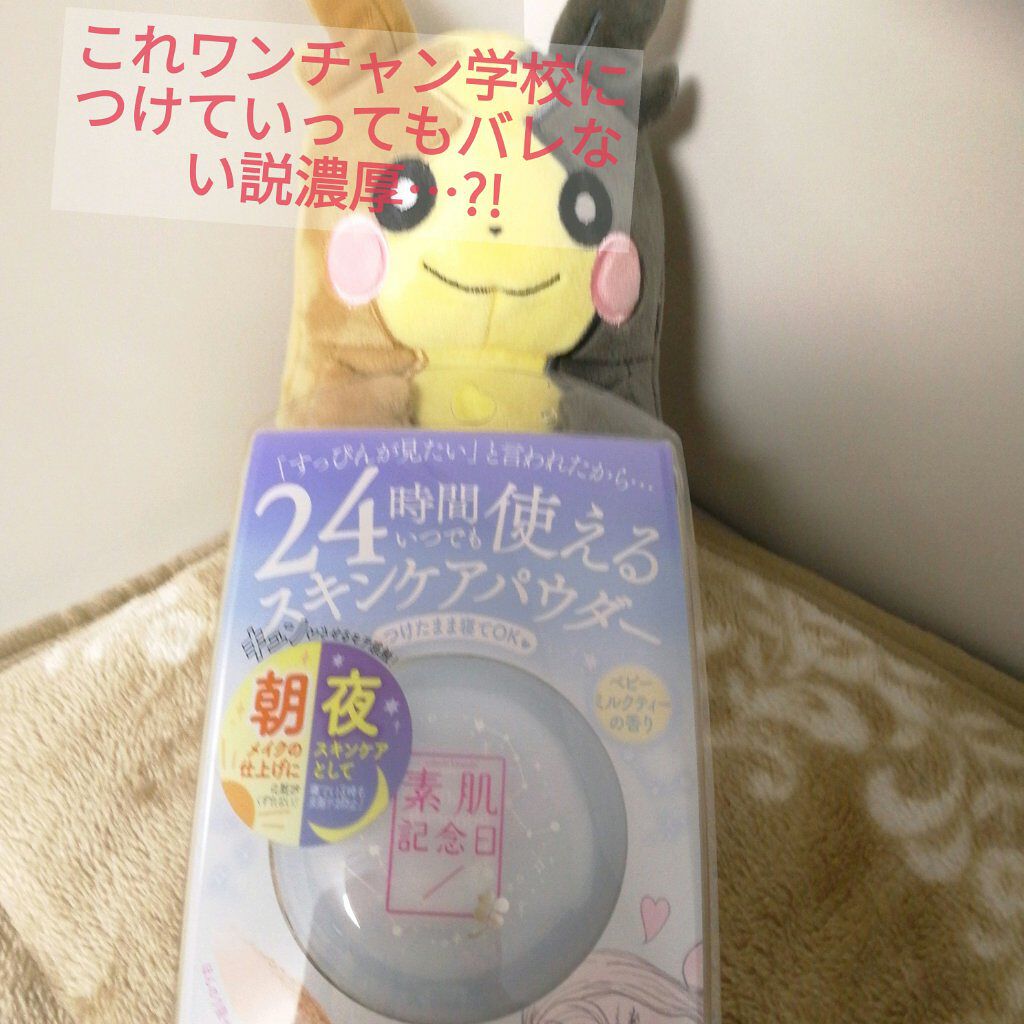 これワンチャン学校に
つけていってもバレな
い説濃厚…?!
「すっぴんが見たい」と言われたから…
24時間いつでも使える
スキンケアパウダー
つけたまま寝てOK
ベビー
ミルクティー
の香り
朝
メイクの
仕上げに
夜
スキンケア
として
素肌
記念日